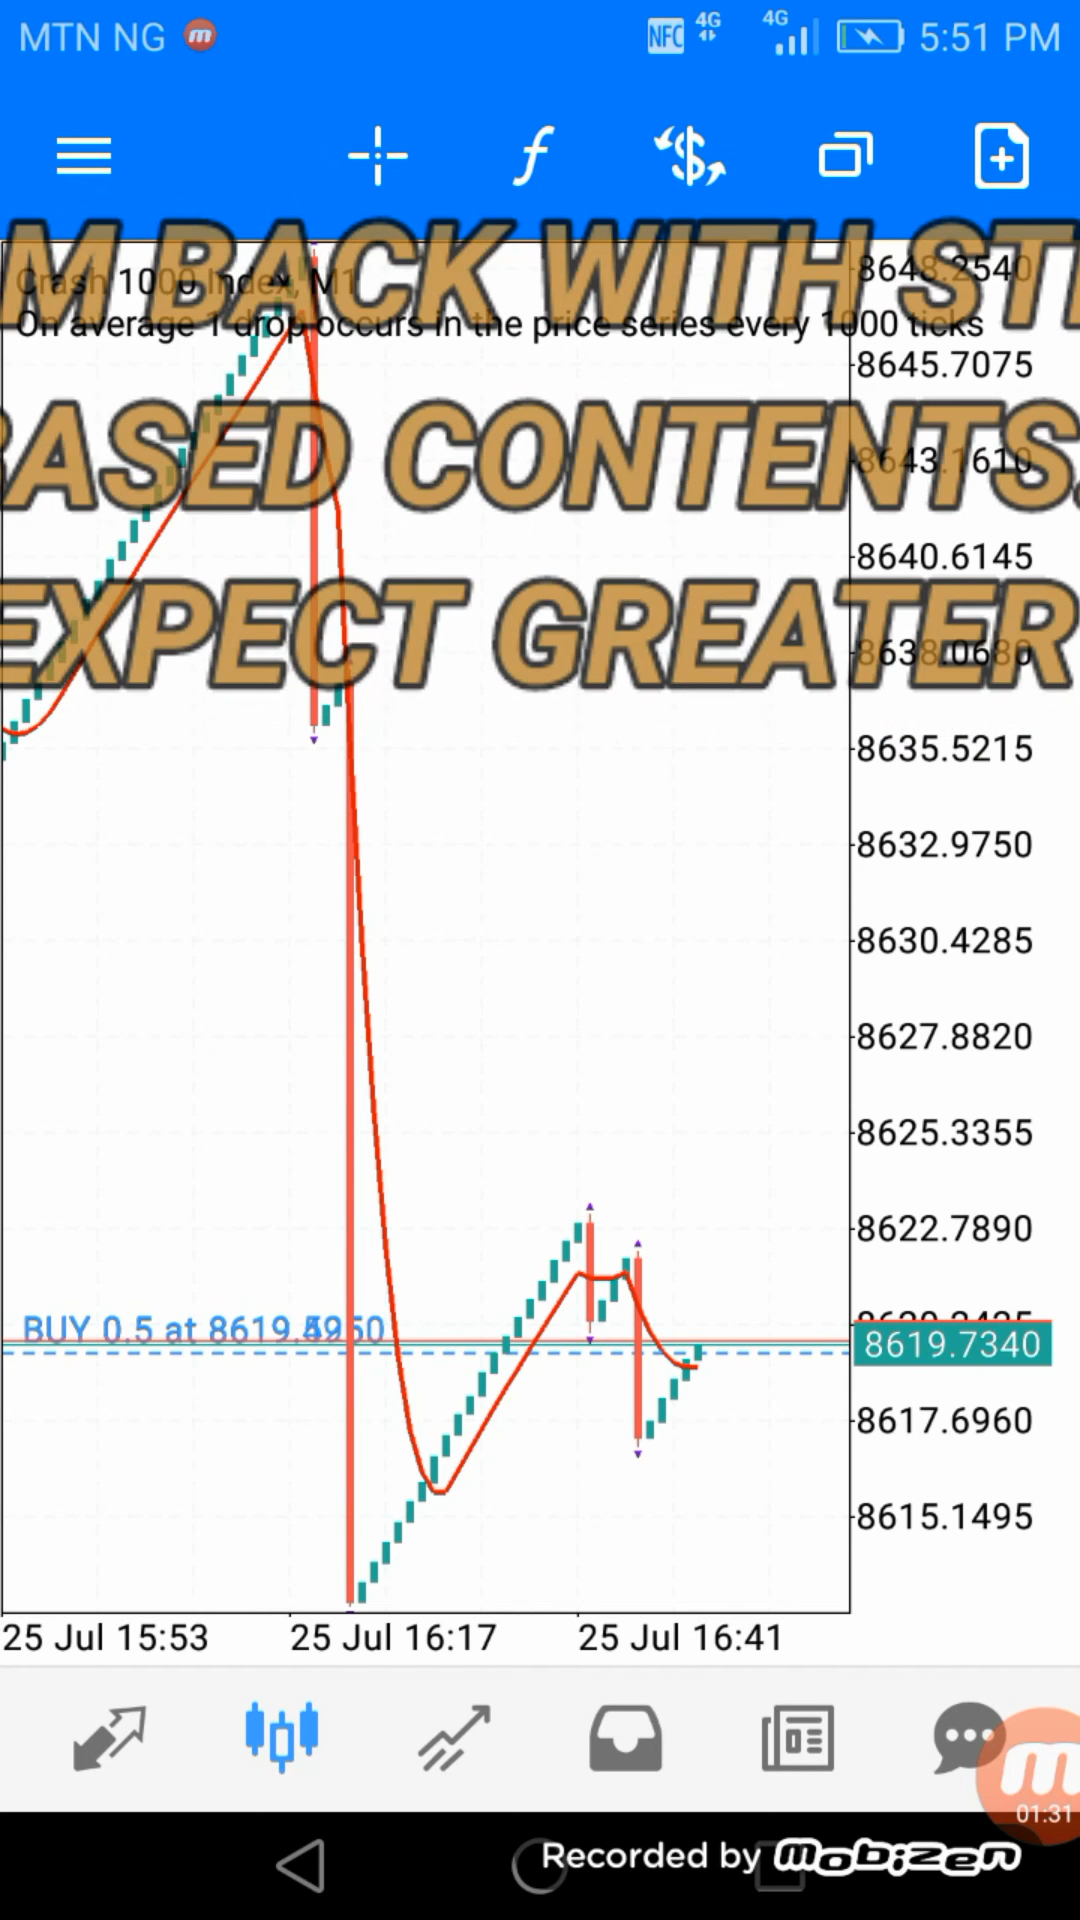 MTN NG
NFC 4G 4G 5:51 PM
M BACK WITH ST
Crash 1000 Index, M1
On average 1 drop occurs in the price series every 1000 ticks
ASED CONTENTS.
EXPECT GREATER
8648.2540
8645.7075
8643.1610
8640.6145
8638.0680
8635.5215
8632.9750
8630.4285
8627.8820
8625.3355
8622.7890
8620.2425
8619.7340
8617.6960
8615.1495
BUY 0.5 at
25 Jul 15:53 25 Jul 16:17 25 Jul 16:41
01:31
Recorded by mobizen